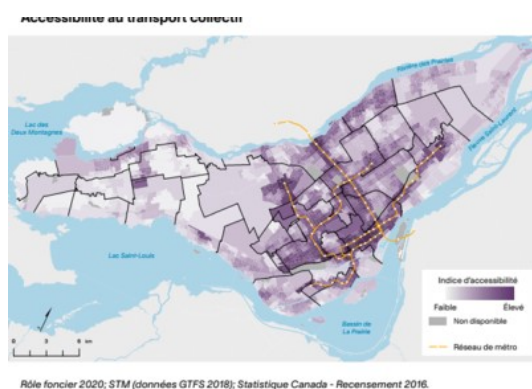 Accessibilité au transport collectif
Rivière des Prairies
Lac des
Deux Montagnes
Fleuve Saint-Laurent
Lac Saint-Louis
Bassin de
La Prairie
Indice d'accessibilité
Faible
Élevé
Non disponible
Réseau de métro
0 3 6 km
Rôle foncier 2020; STM (données GTFS 2018); Statistique Canada - Recensement 2016.